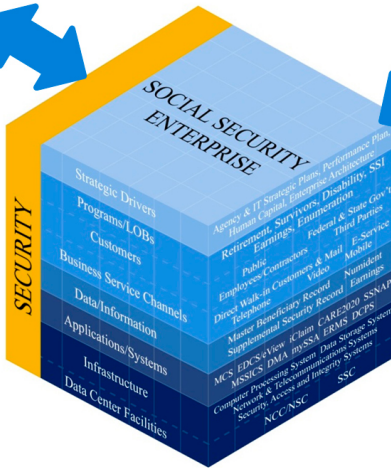 SOCIAL SECURITY
ENTERPRISE
SECURITY
Strategic Drivers
Programs/LOBs
Customers
Business Service Channels
Data/Information
Applications/Systems
Infrastructure
Data Center Facilities
Agency & IT Strategic Plans, Performance Plan,
Human Capital, Enterprise Architecture
Retirement, Survivors, Disability, SSI
Earnings, Enumeration
Public Federal & State Gov't
Employees/Contractors Third Parties
Direct Walk-in Customers & Mail E-Service
Telephone Video Mobile
Master Beneficiary Record Numident
Supplemental Security Record Earnings
MCS EDCS/eView iClaim CARE2020 SSNAP
MSSICS DMA mySSA ERMS DCPS
Computer Processing System Data Storage System
Network & Telecommunications Systems
Security, Access and Integrity Systems
NCC/NSC SSC